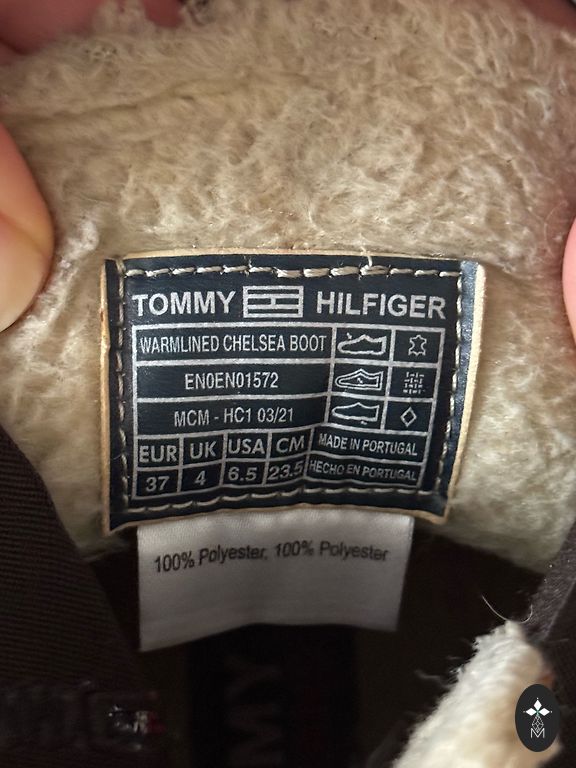 TOMMY HILFIGER
WARMLINED CHELSEA BOOT
EN0EN01572
MCM - HC1 03/21
EUR UK USA CM MADE IN PORTUGAL
37 4 6.5 23.5 HECHO EN PORTUGAL
100% Polyester, 100% Polyester
MY
M